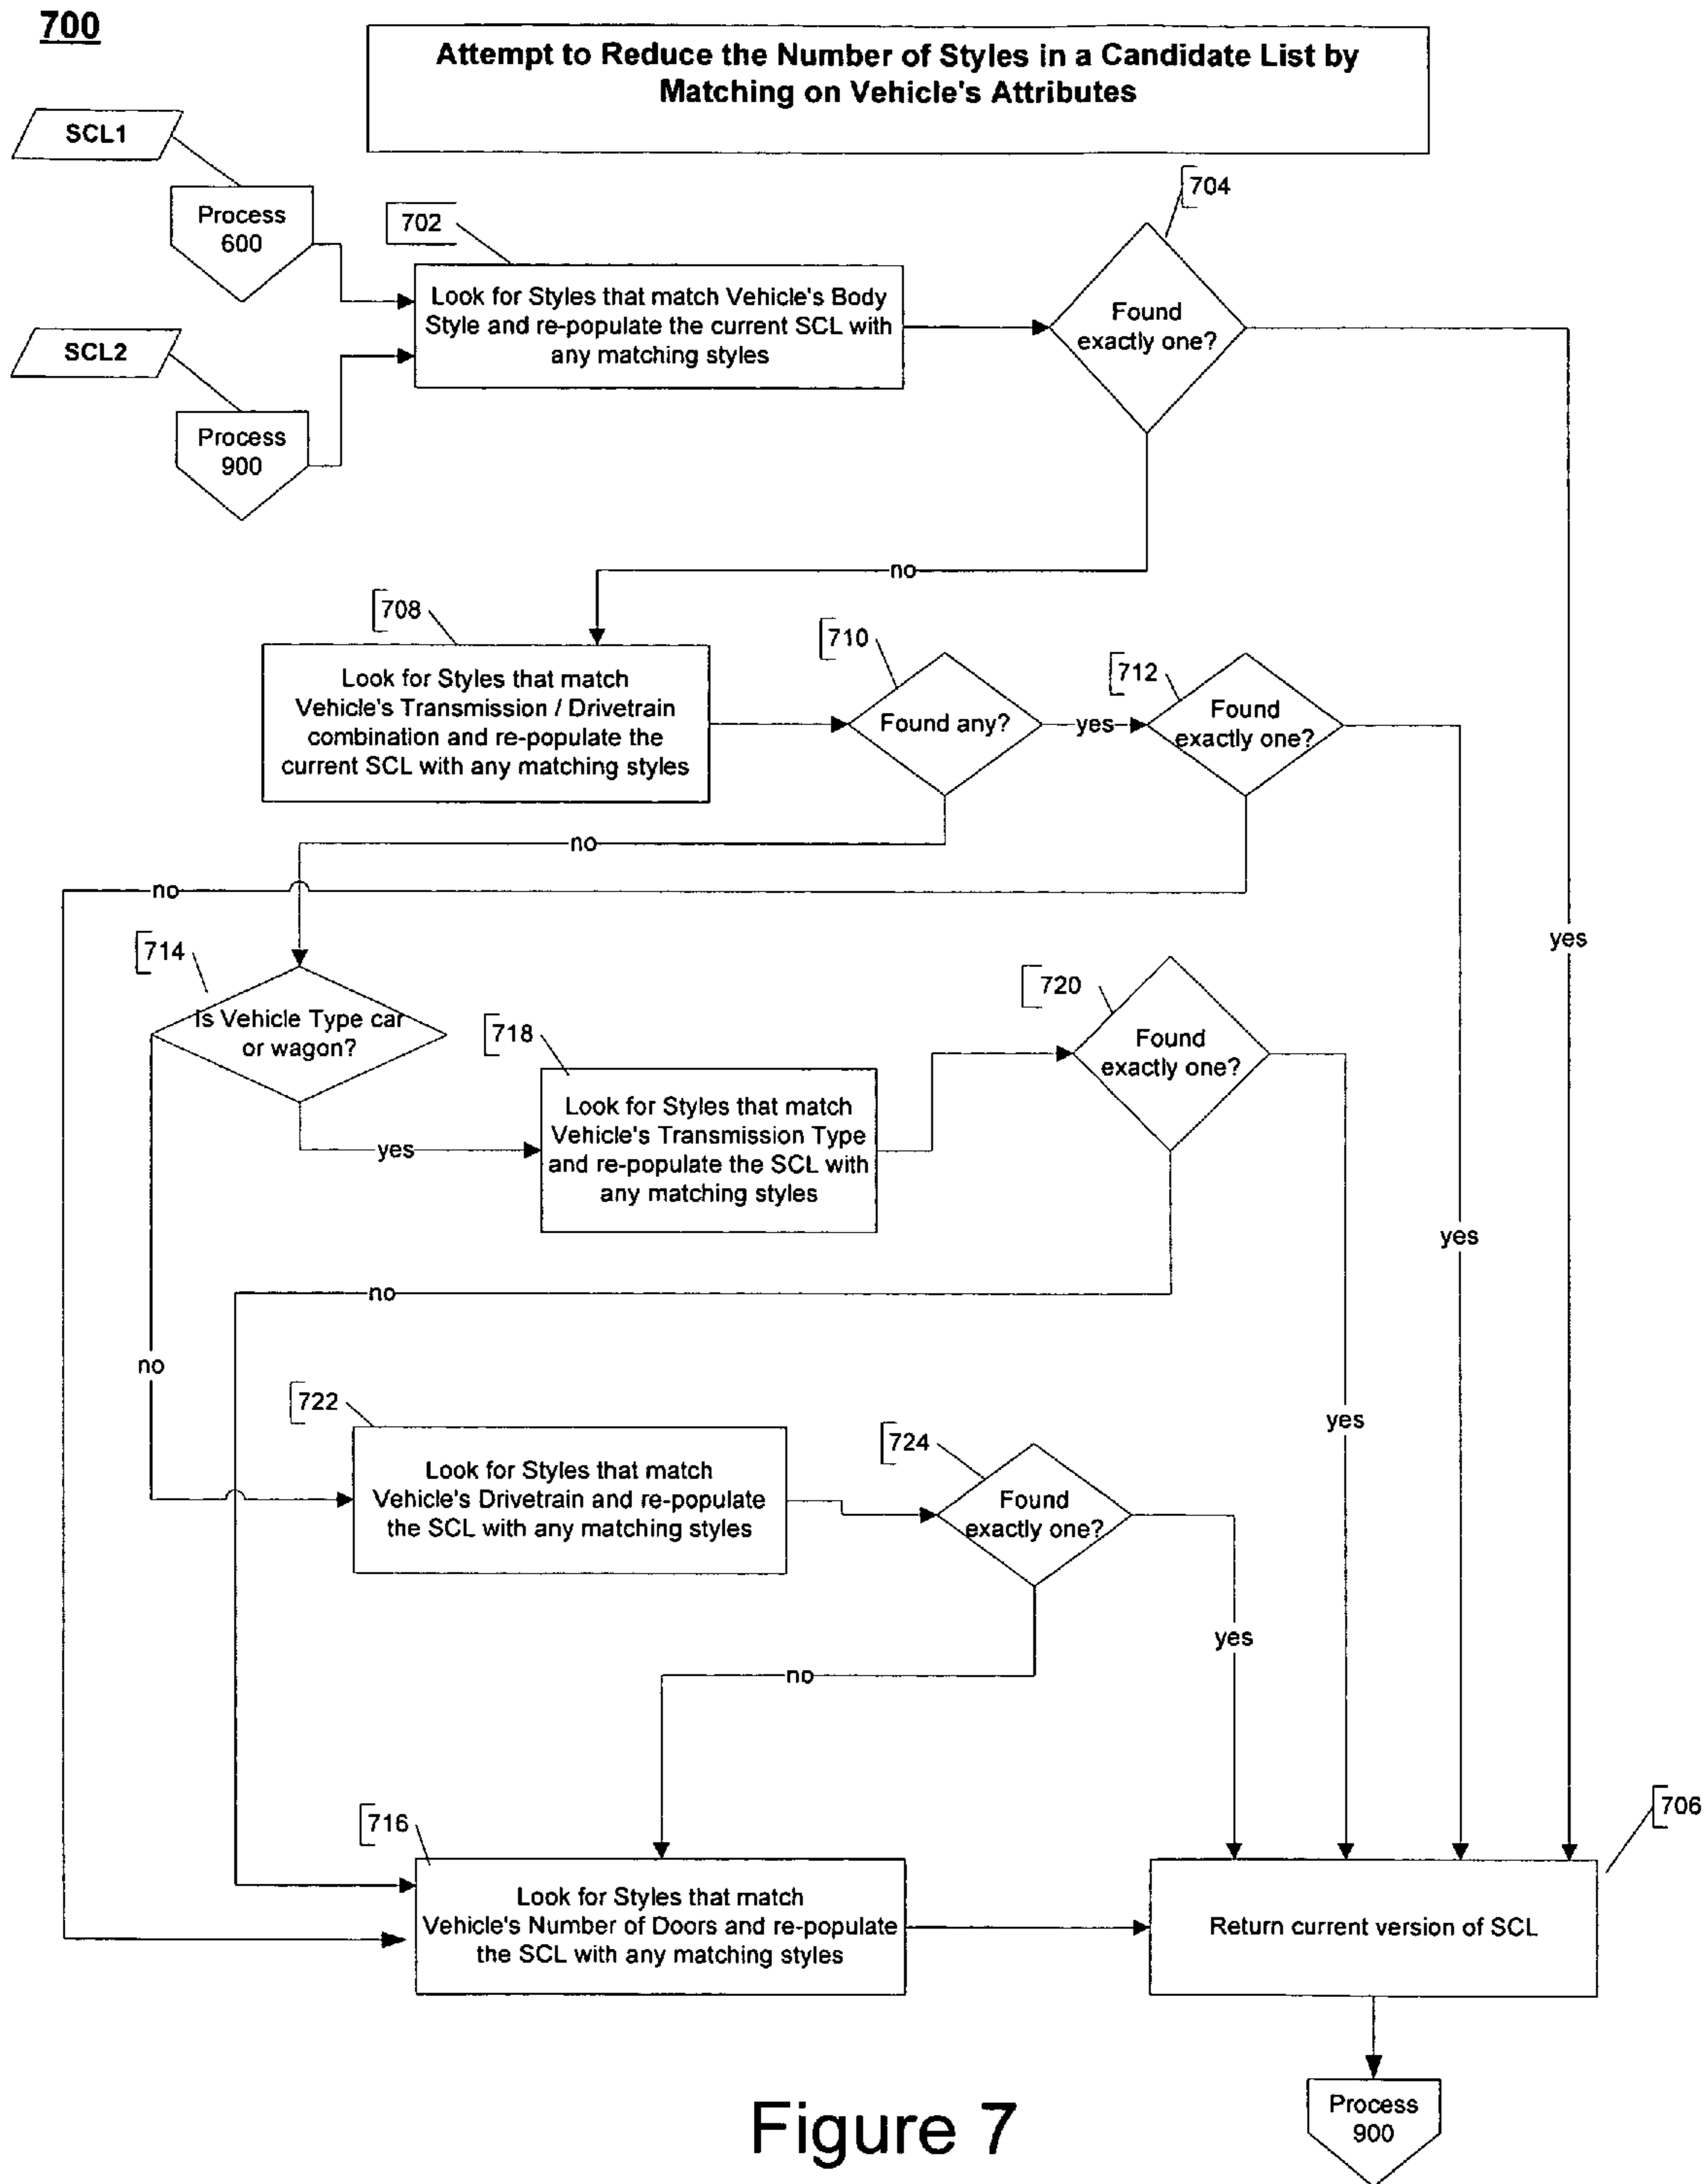 700
Attempt to Reduce the Number of Styles in a Candidate List by
Matching on Vehicle's Attributes
SCL1
Process
600
702
704
Look for Styles that match Vehicle's Body
Style and re-populate the current SCL with
any matching styles
Found
exactly one?
SCL2
Process
900
no
708
Look for Styles that match
Vehicle's Transmission / Drivetrain
combination and re-populate the
current SCL with any matching styles
710
Found any?
yes
712
Found
exactly one?
no
no
yes
714
Is Vehicle Type car
or wagon?
yes
718
Look for Styles that match
Vehicle's Transmission Type
and re-populate the SCL with
any matching styles
720
Found
exactly one?
yes
no
no
yes
722
Look for Styles that match
Vehicle's Drivetrain and re-populate
the SCL with any matching styles
724
Found
exactly one?
yes
no
716
Look for Styles that match
Vehicle's Number of Doors and re-populate
the SCL with any matching styles
706
Return current version of SCL
Process
900
Figure 7